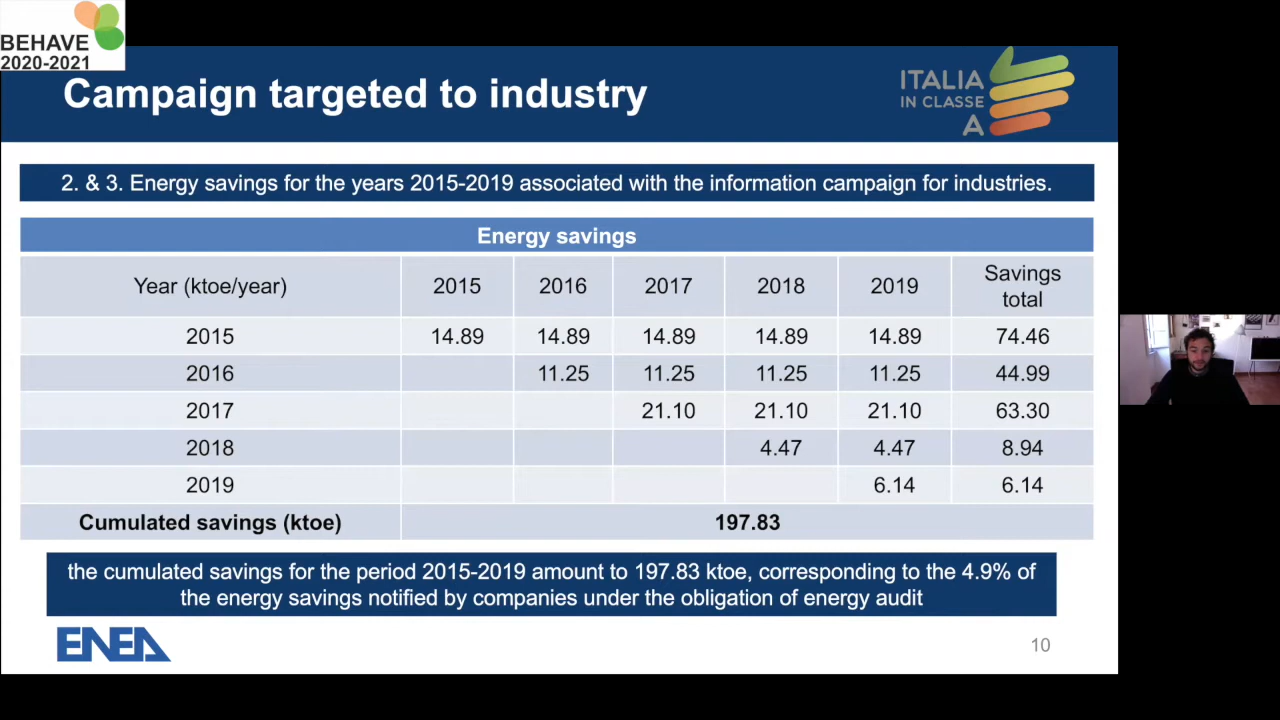 BEHAVE
2020-2021
Campaign targeted to industry
ITALIA
IN CLASSE
A
2. & 3. Energy savings for the years 2015-2019 associated with the information campaign for industries.
Energy savings
Year (ktoe/year) 2015 2016 2017 2018 2019 Savings total
2015 14.89 14.89 14.89 14.89 14.89 74.46
2016 11.25 11.25 11.25 11.25 44.99
2017 21.10 21.10 21.10 63.30
2018 4.47 4.47 8.94
2019 6.14 6.14
Cumulated savings (ktoe) 197.83
the cumulated savings for the period 2015-2019 amount to 197.83 ktoe, corresponding to the 4.9% of
the energy savings notified by companies under the obligation of energy audit
ENEA
10